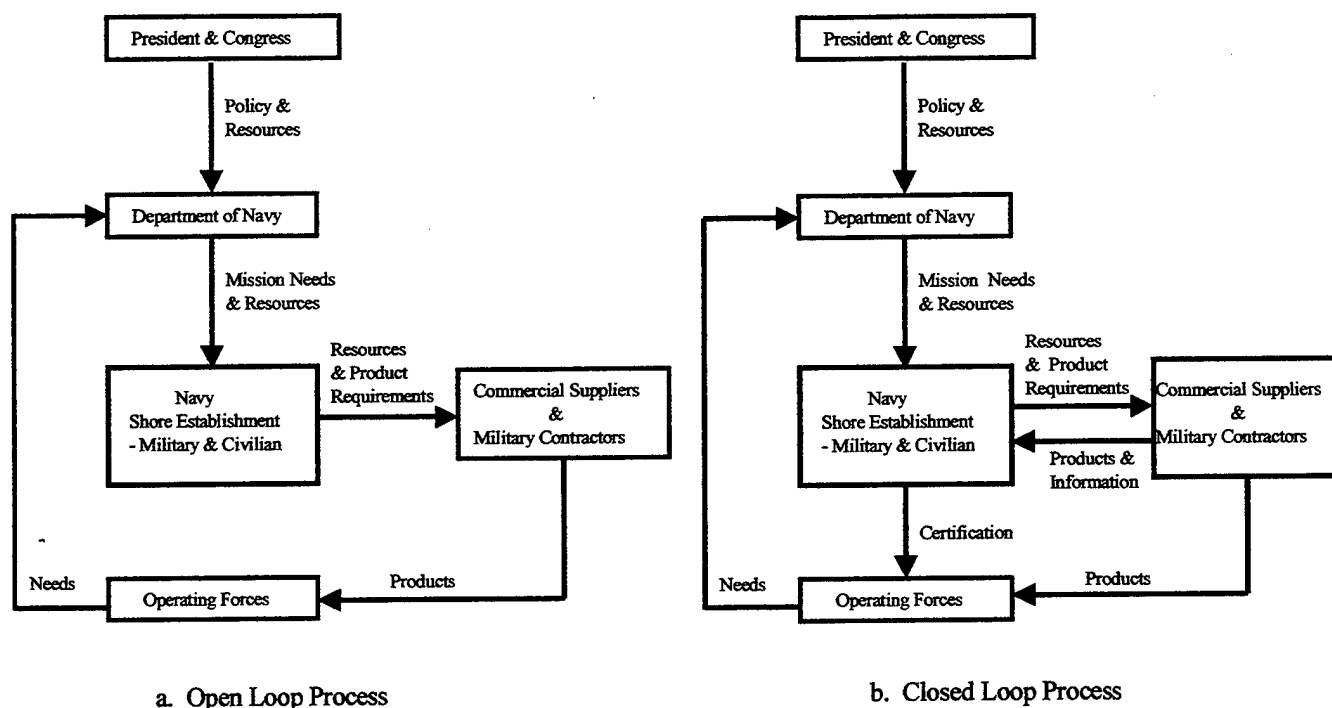 President & Congress
Policy &
Resources
Department of Navy
Mission Needs
& Resources
Navy
Shore Establishment
- Military & Civilian
Resources
& Product
Requirements
Commercial Suppliers
&
Military Contractors
Needs
Operating Forces
Products
a. Open Loop Process
President & Congress
Policy &
Resources
Department of Navy
Mission Needs
& Resources
Navy
Shore Establishment
- Military & Civilian
Resources
& Product
Requirements
Commercial Suppliers
&
Military Contractors
Products &
Information
Certification
Needs
Operating Forces
Products
b. Closed Loop Process